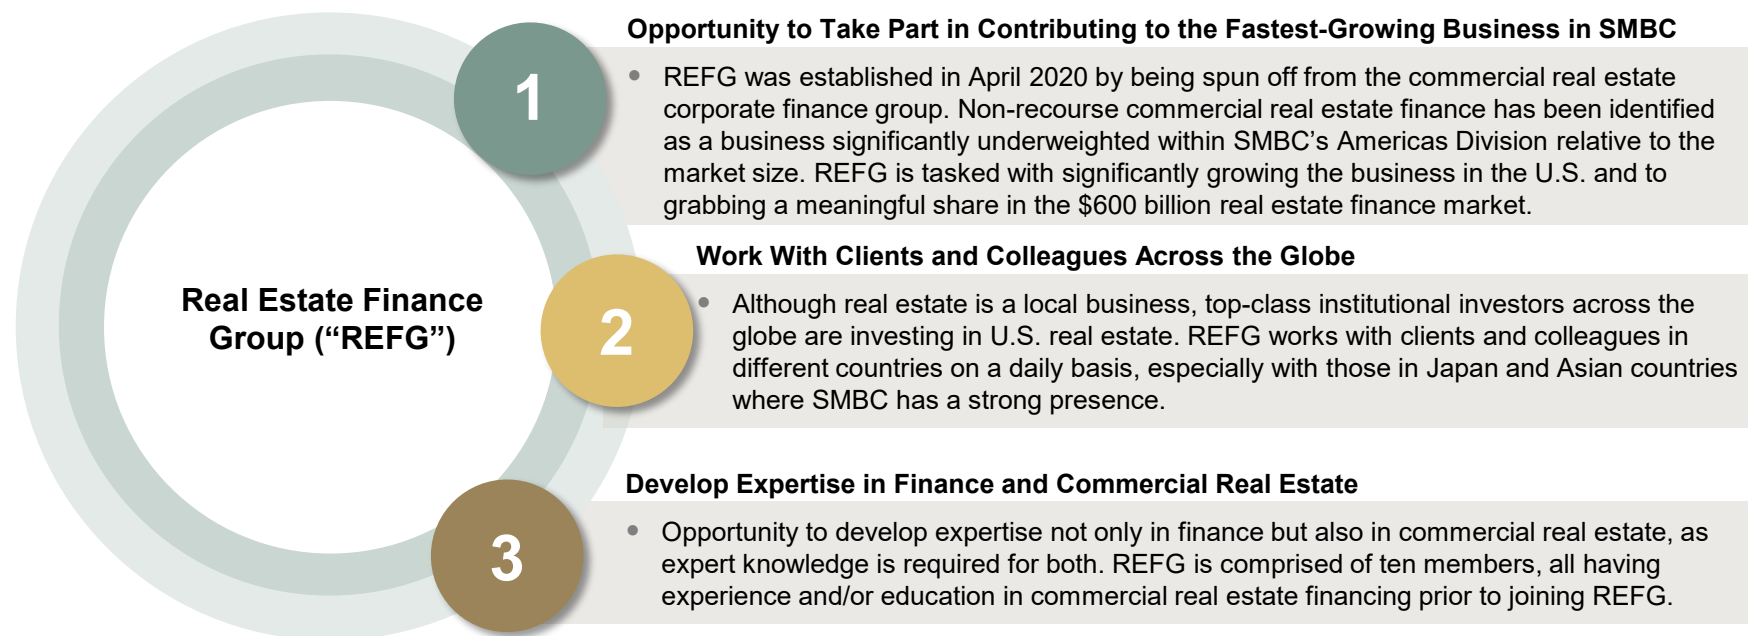 Real Estate Finance
Group (“REFG”)
1
Opportunity to Take Part in Contributing to the Fastest-Growing Business in SMBC
• REFG was established in April 2020 by being spun off from the commercial real estate
corporate finance group. Non-recourse commercial real estate finance has been identified
as a business significantly underweighted within SMBC’s Americas Division relative to the
market size. REFG is tasked with significantly growing the business in the U.S. and to
grabbing a meaningful share in the $600 billion real estate finance market.
2
Work With Clients and Colleagues Across the Globe
• Although real estate is a local business, top-class institutional investors across the
globe are investing in U.S. real estate. REFG works with clients and colleagues in
different countries on a daily basis, especially with those in Japan and Asian countries
where SMBC has a strong presence.
3
Develop Expertise in Finance and Commercial Real Estate
• Opportunity to develop expertise not only in finance but also in commercial real estate, as
expert knowledge is required for both. REFG is comprised of ten members, all having
experience and/or education in commercial real estate financing prior to joining REFG.